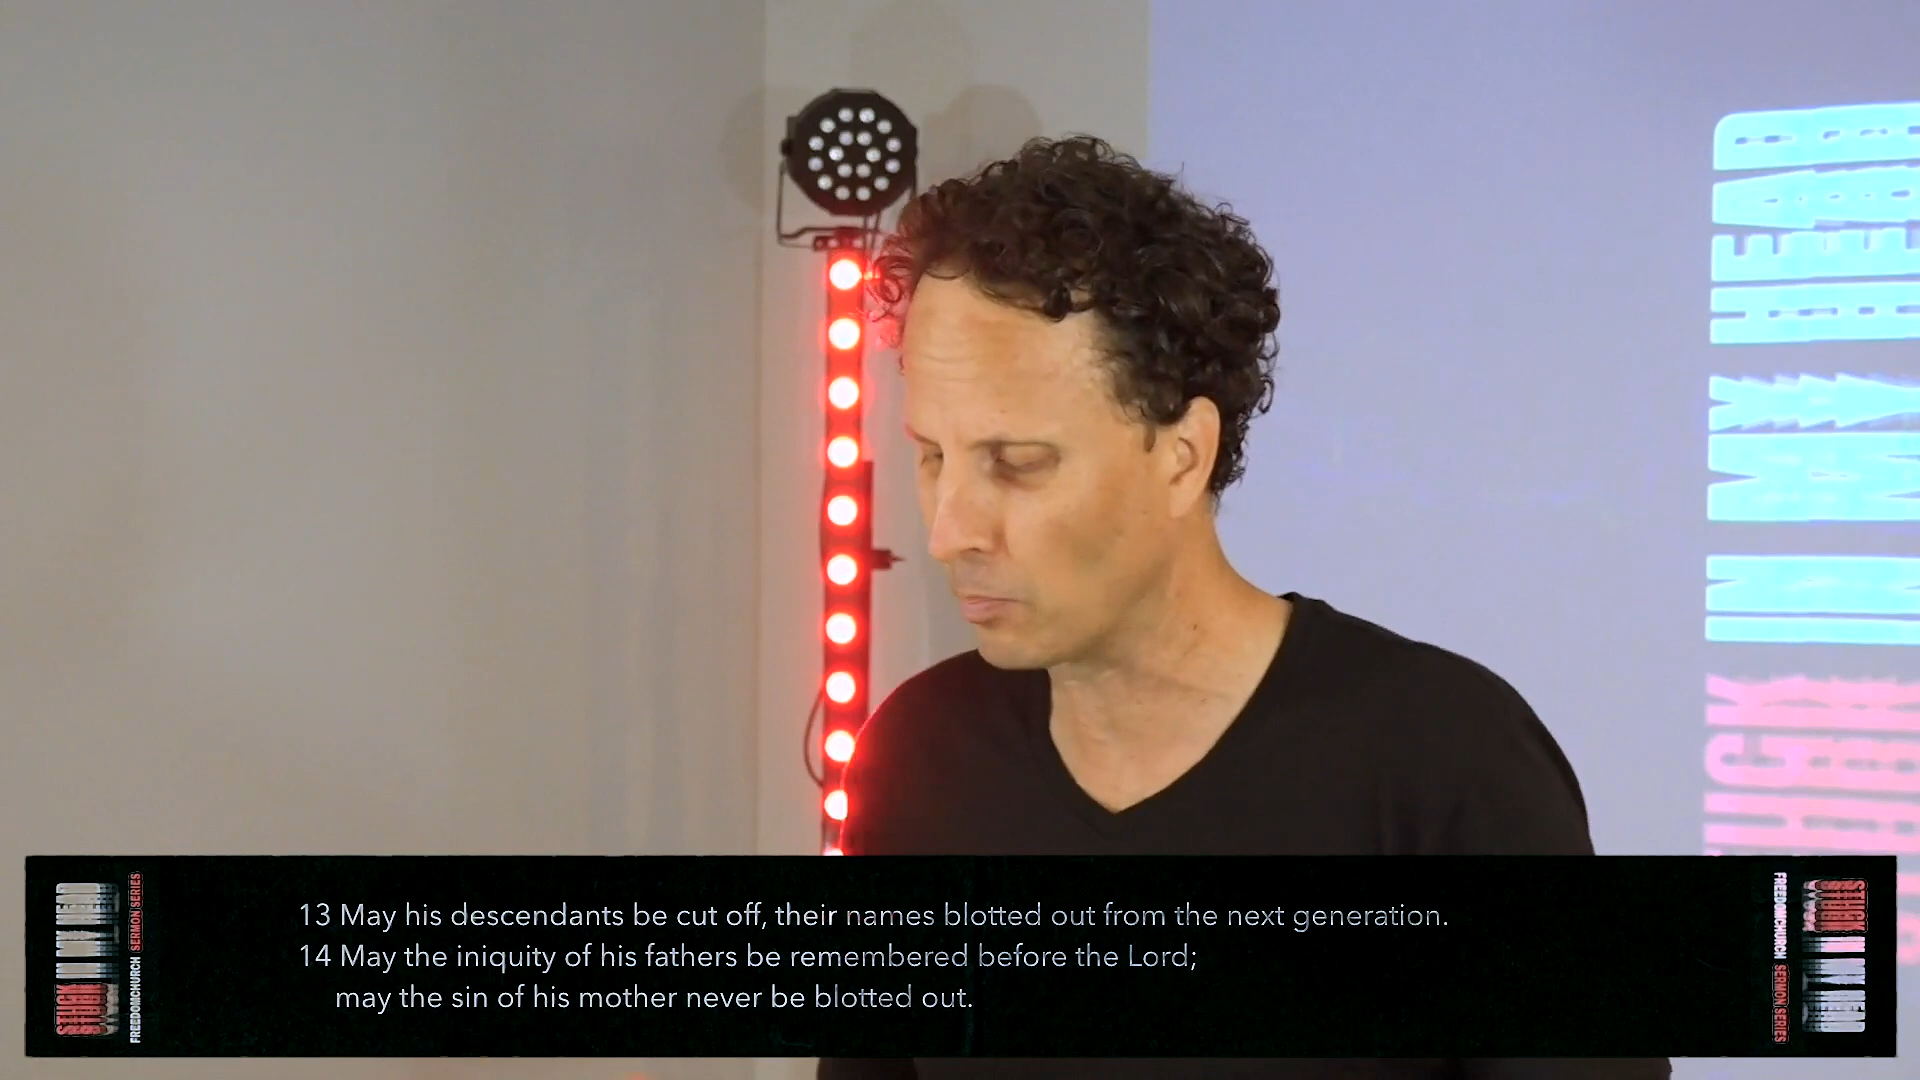 STUCK IN MY HEAD
STUCK IN MY HEAD
FREEDOMCHURCH SERMON SERIES
13 May his descendants be cut off, their names blotted out from the next generation.
14 May the iniquity of his fathers be remembered before the Lord;
may the sin of his mother never be blotted out.
FREEDOMCHURCH SERMON SERIES
STUCK IN MY HEAD